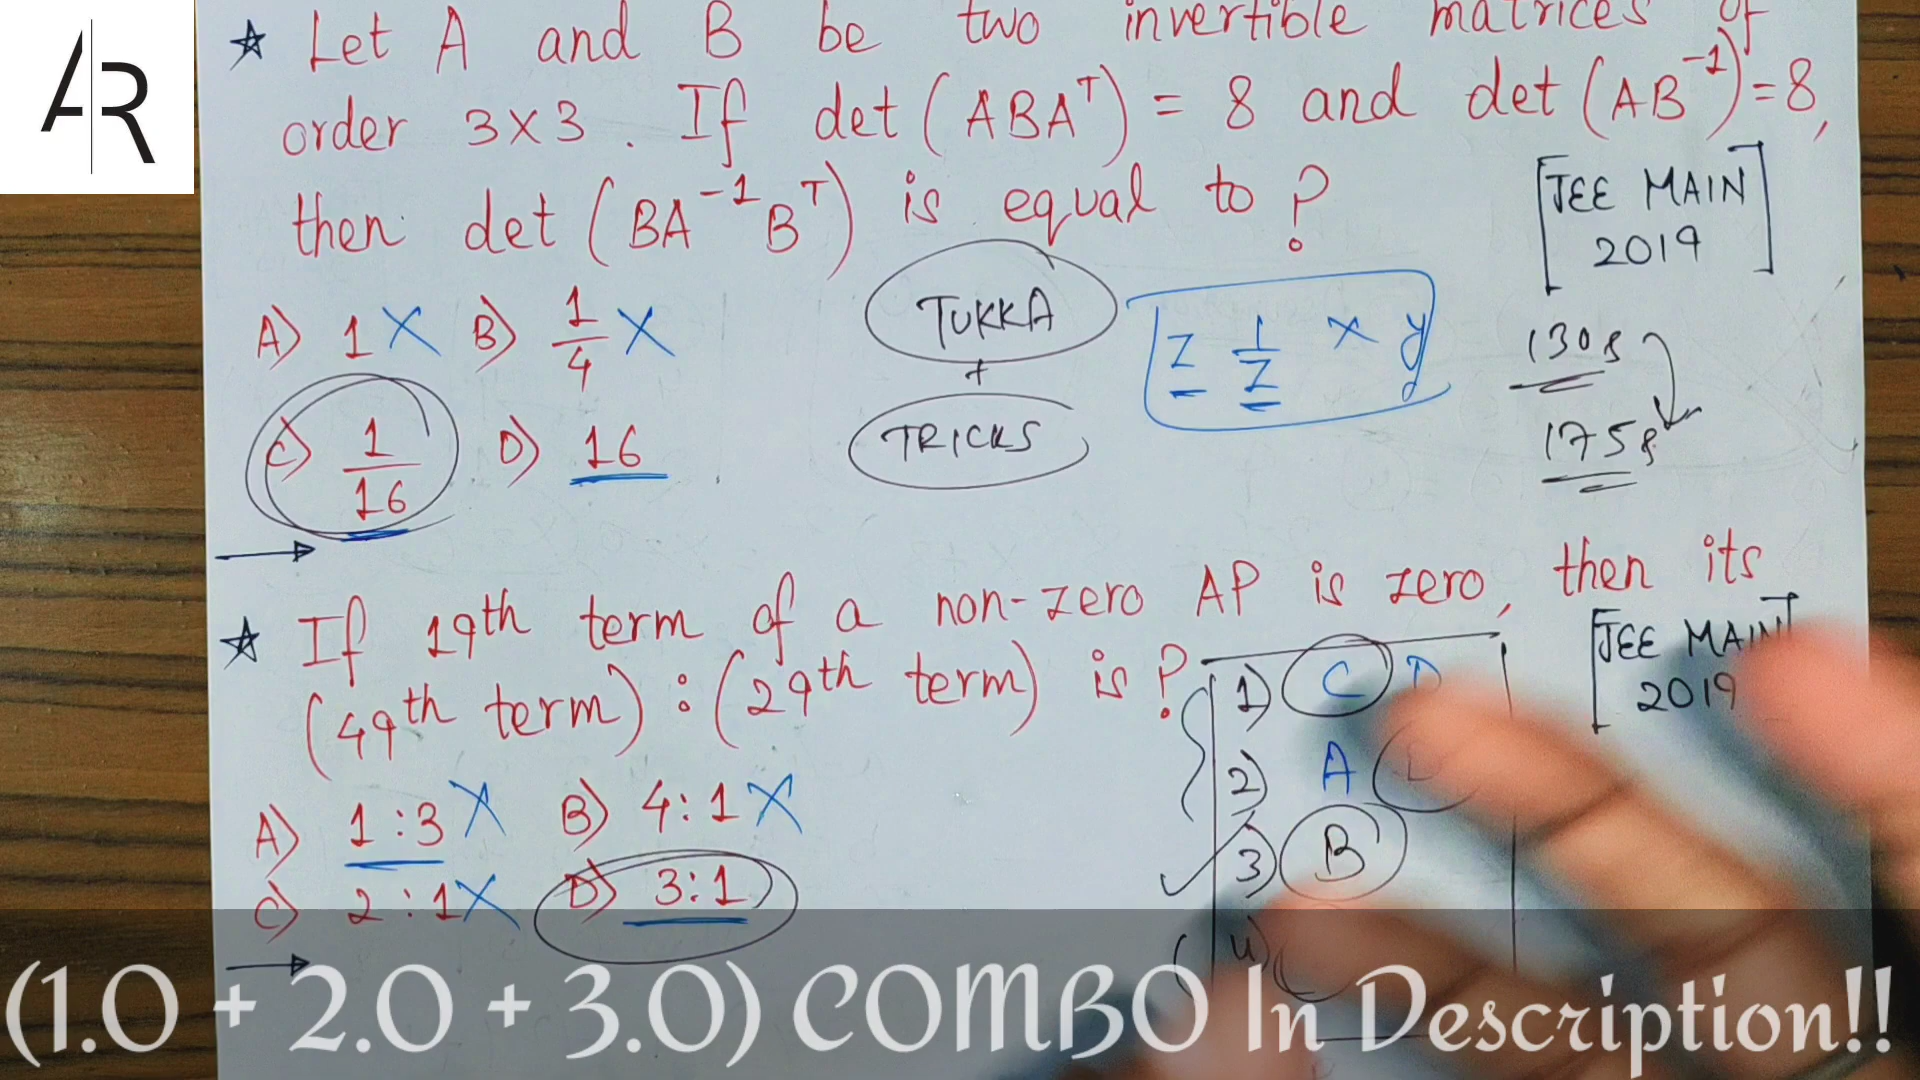 AR
☆ Let A and B be two invertible matrices of
order 3×3. If det (ABAᵀ) = 8 and det (AB⁻¹) = 8,
then det (BA⁻¹Bᵀ) is equal to ?
[JEE MAIN
2019]
A) 1 X B) 1/4 X
TUKKA
+
TRICKS
z 1/z x y
130s
175s
C) 1/16 D) 16
☆ If 19th term of a non-zero AP is zero, then its
(49th term) : (29th term) is ?
[JEE MAIN
2019
A) 1:3 X B) 4:1 X
C) 2:1 X D) 3:1
1) C D
2) A
3) B
4)
(1.0 + 2.0 + 3.0) COMBO In Description!!